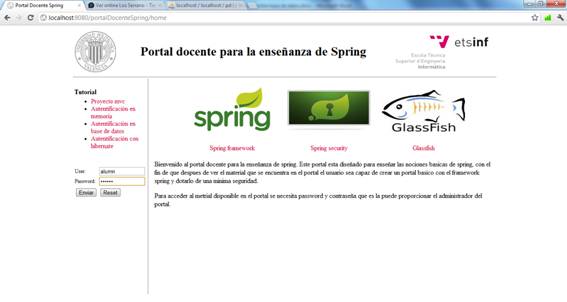 Portal Docente Spring
Ver online Los Serrano - Te
localhost / localhost / pd |
localhost:8080/portalDocenteSpring/home
Portal docente para la enseñanza de Spring
etsinf
Escola Tècnica
Superior d'Enginyeria
Informàtica
Tutorial
Proyecto mvc
Autentificación en
memoria
Autentificación en
base de datos
Autentificación con
hibernate
User:
alumn
Password:
Enviar
Reset
spring
GlassFish
Spring framework
Spring security
Glassfish
Bienvenido al portal docente para la enseñanza de spring. Este portal esta diseñado para enseñar las nociones basicas de spring, con el
fin de que despues de ver el material que se encuentra en el portal el usuario sea capaz de crear un portal basico con el framework
spring y dotarlo de una minima seguridad.
Para acceder al metrial disponible en el portal se necesita password y contraseña que es la puede proporcionar el administrador del
portal.